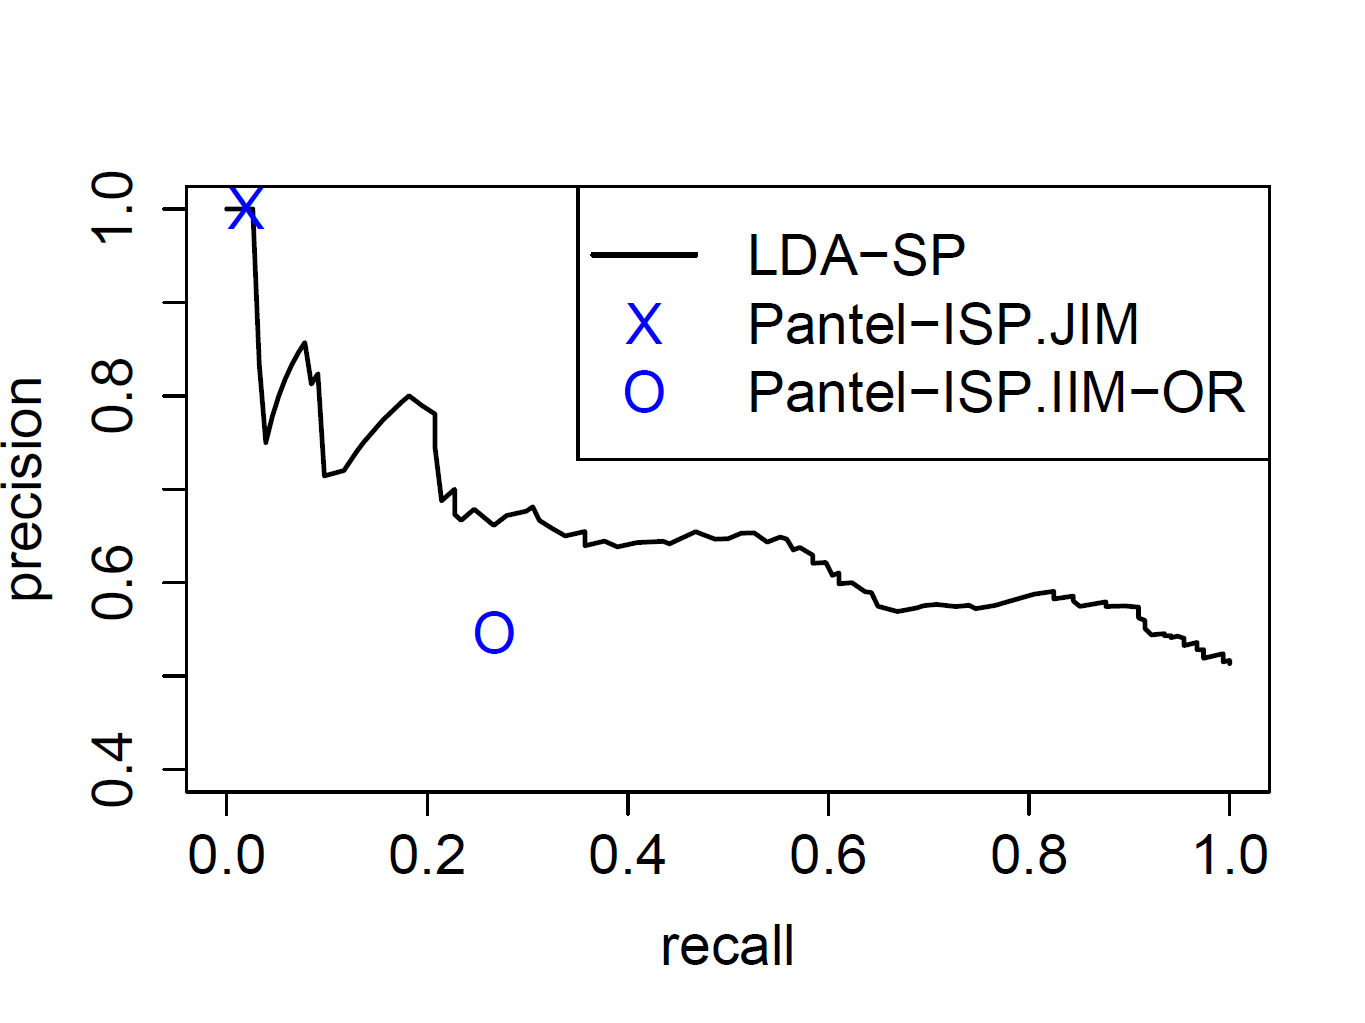 1.0
0.8
0.6
0.4
precision
X
O
LDA−SP
X Pantel−ISP.JIM
O Pantel−ISP.IIM−OR
0.0 0.2 0.4 0.6 0.8 1.0
recall